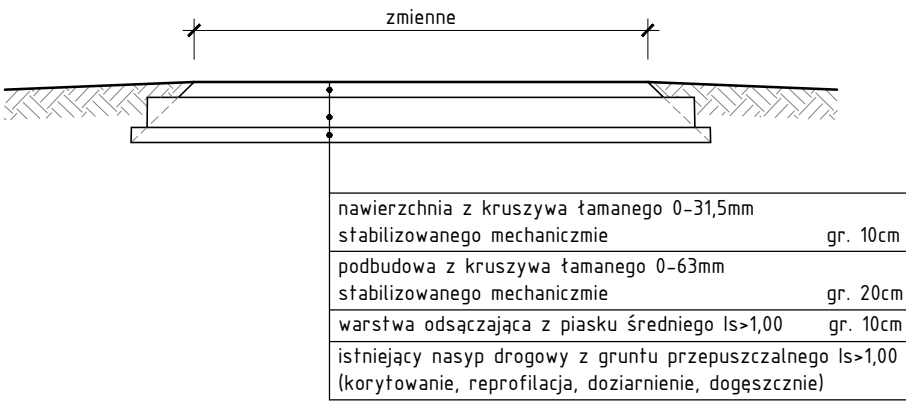 zmienne
nawierzchnia z kruszywa łamanego 0-31,5mm
stabilizowanego mechaniczmie gr. 10cm
podbudowa z kruszywa łamanego 0-63mm
stabilizowanego mechaniczmie gr. 20cm
warstwa odsączająca z piasku średniego Is>1,00 gr. 10cm
istniejący nasyp drogowy z gruntu przepuszczalnego Is>1,00
(korytowanie, reprofilacja, doziarnienie, dogęszcznie)